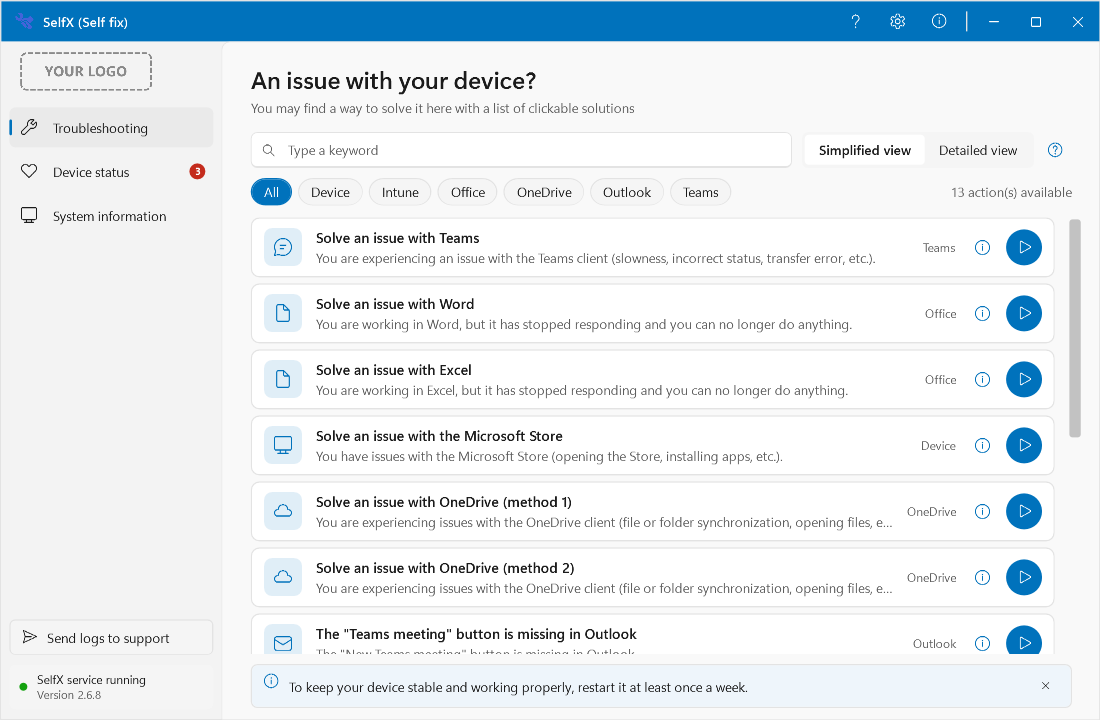 SelfX (Self fix)
YOUR LOGO
Troubleshooting
Device status
3
System information
Send logs to support
SelfX service running
Version 2.6.8
An issue with your device?
You may find a way to solve it here with a list of clickable solutions
Type a keyword
Simplified view
Detailed view
All
Device
Intune
Office
OneDrive
Outlook
Teams
13 action(s) available
Solve an issue with Teams
You are experiencing an issue with the Teams client (slowness, incorrect status, transfer error, etc.).
Teams
Solve an issue with Word
You are working in Word, but it has stopped responding and you can no longer do anything.
Office
Solve an issue with Excel
You are working in Excel, but it has stopped responding and you can no longer do anything.
Office
Solve an issue with the Microsoft Store
You have issues with the Microsoft Store (opening the Store, installing apps, etc.).
Device
Solve an issue with OneDrive (method 1)
You are experiencing issues with the OneDrive client (file or folder synchronization, opening files, e...
OneDrive
Solve an issue with OneDrive (method 2)
You are experiencing issues with the OneDrive client (file or folder synchronization, opening files, e...
OneDrive
The "Teams meeting" button is missing in Outlook
The "New Teams meeting" button is missing in Outlook
Outlook
To keep your device stable and working properly, restart it at least once a week.